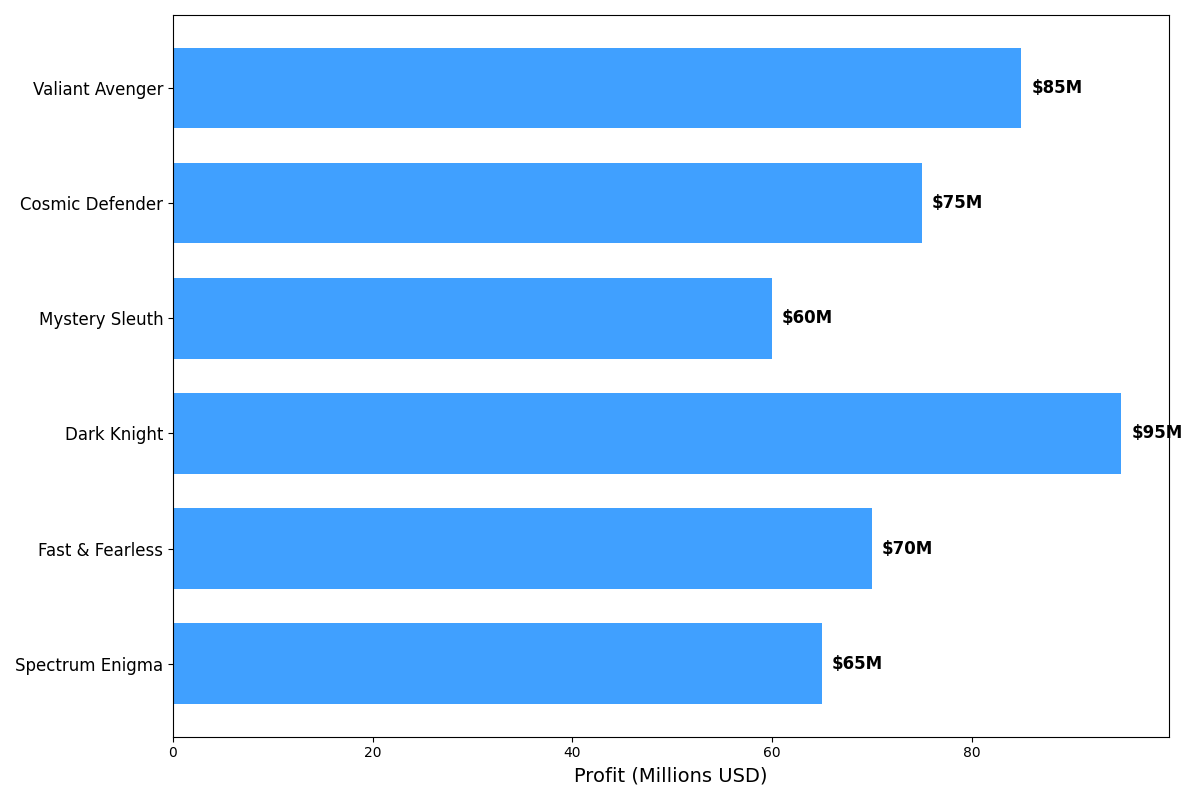 Valiant Avenger
$85M
Cosmic Defender
$75M
Mystery Sleuth
$60M
Dark Knight
$95M
Fast & Fearless
$70M
Spectrum Enigma
$65M
0
20
40
60
80
Profit (Millions USD)